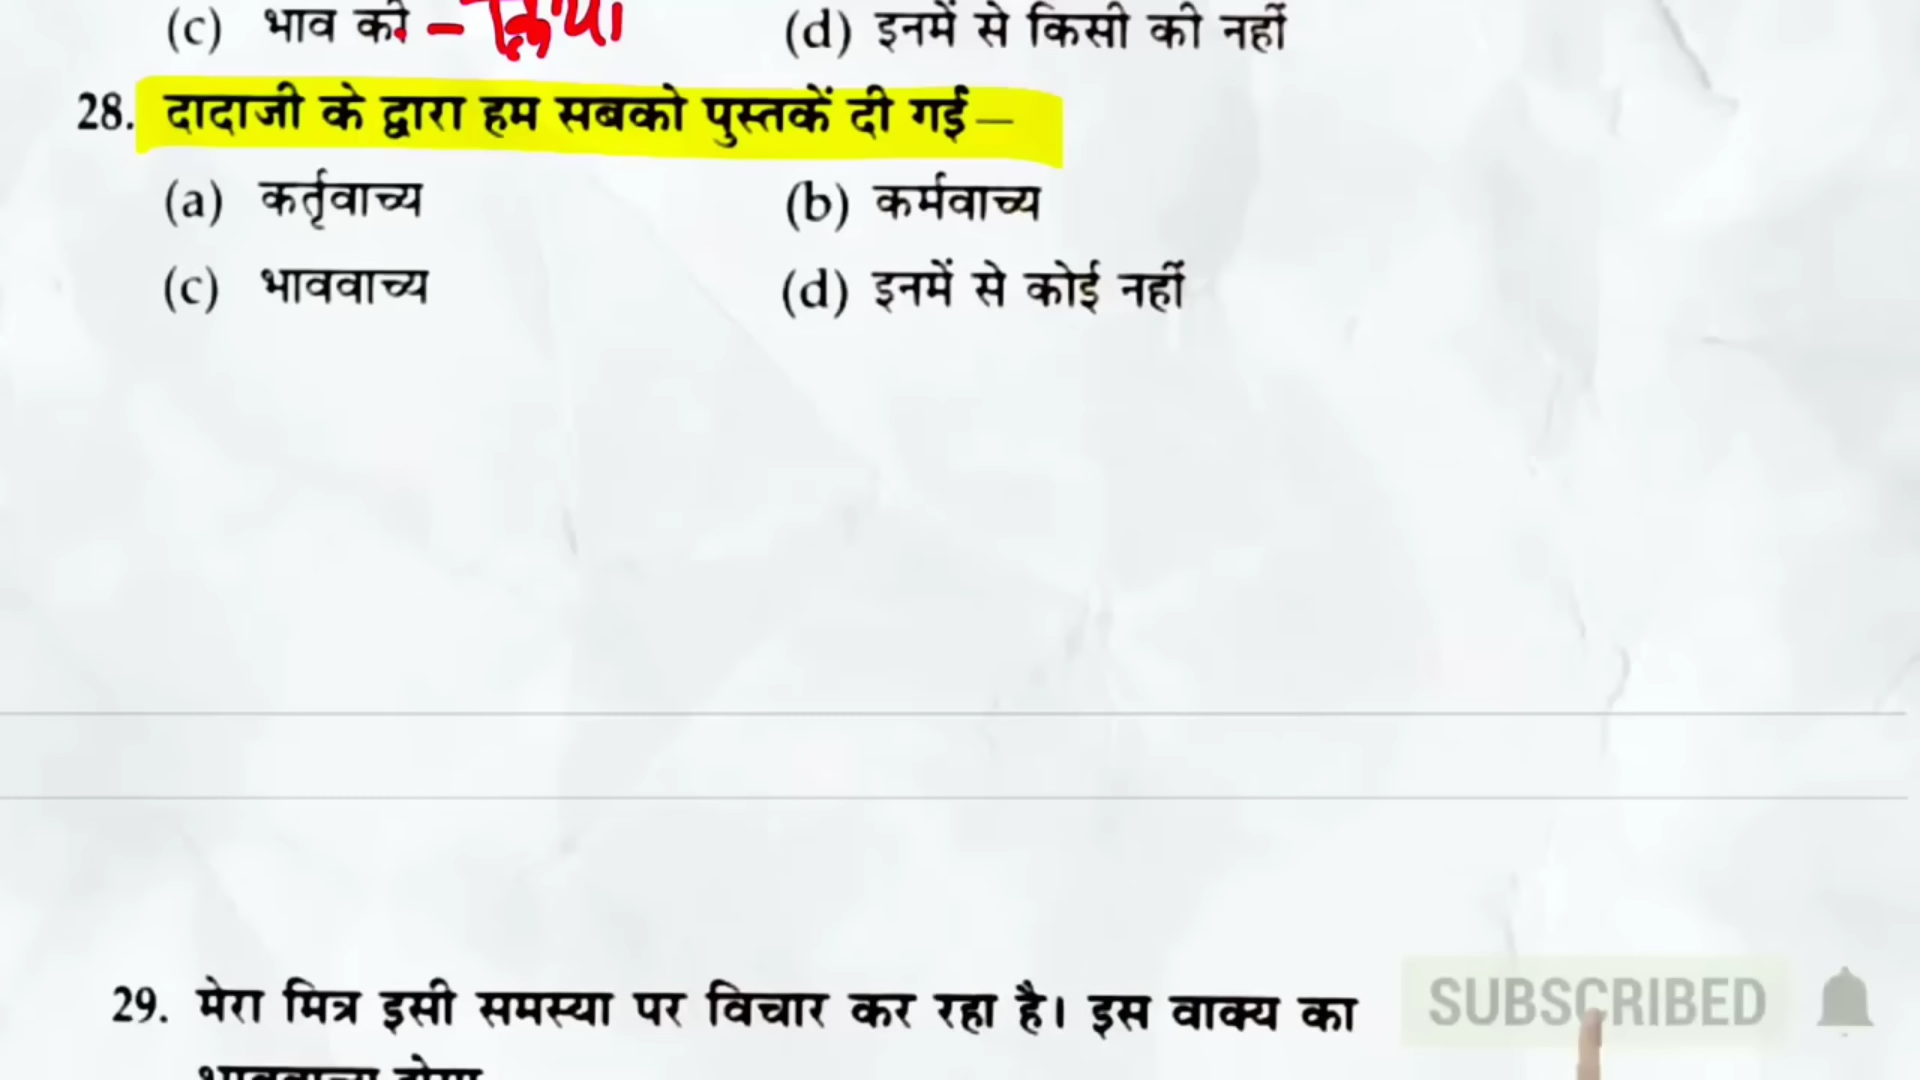 (c) भाव की - क्रिया (d) इनमें से किसी की नहीं
28. दादाजी के द्वारा हम सबको पुस्तकें दी गईं—
(a) कर्तृवाच्य (b) कर्मवाच्य
(c) भाववाच्य (d) इनमें से कोई नहीं
29. मेरा मित्र इसी समस्या पर विचार कर रहा है। इस वाक्य का
SUBSCRIBED
भाववाच्य होगा